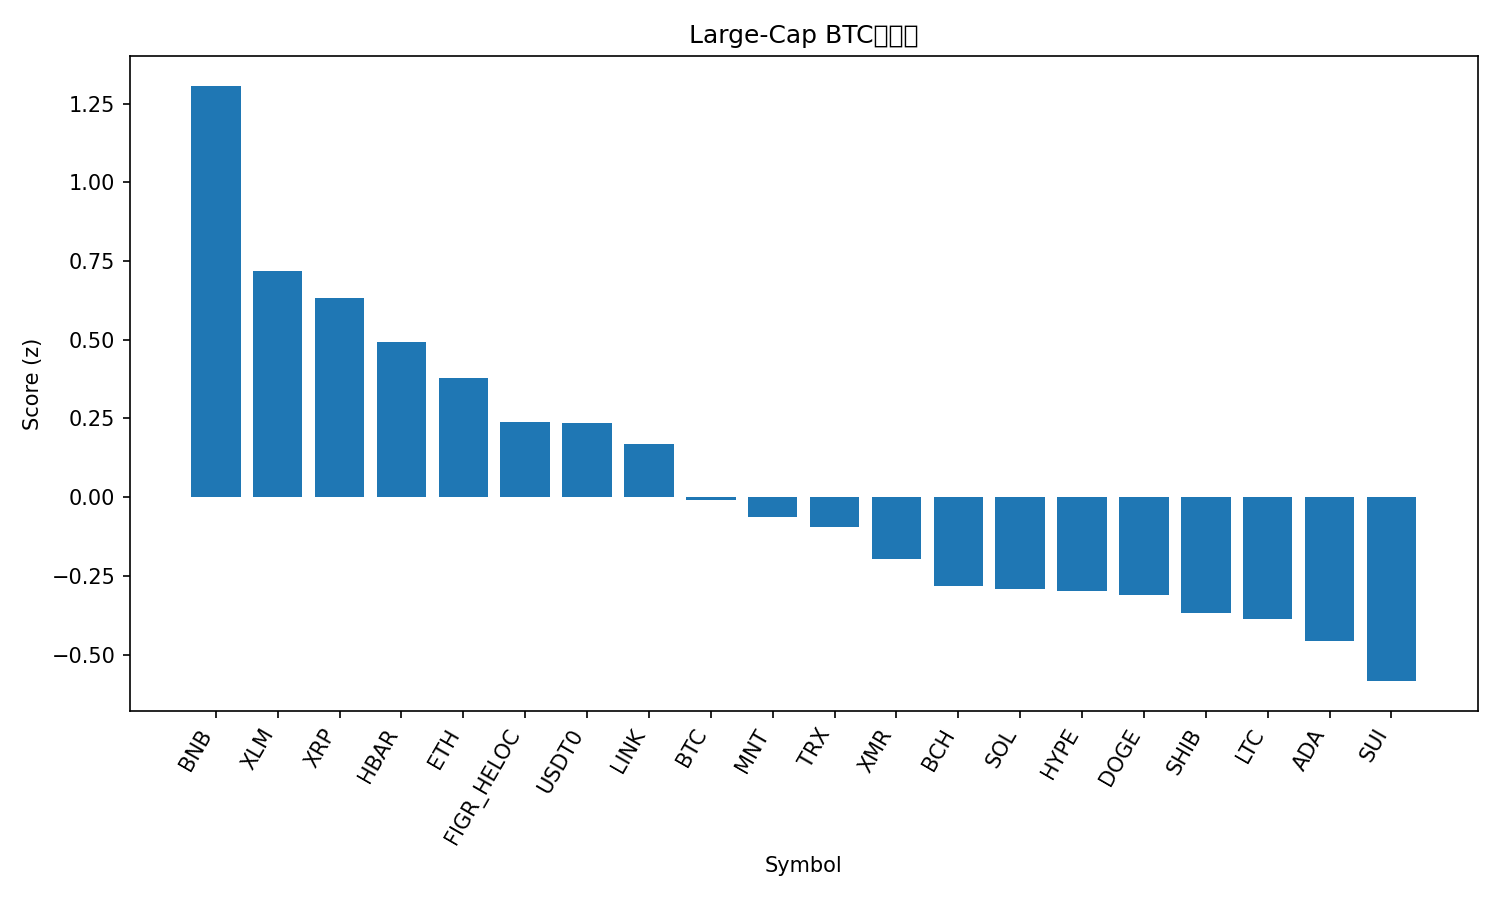 Large-Cap BTC
1.25
1.00
0.75
0.50
0.25
0.00
−0.25
−0.50
Score (z)
BNB
XLM
XRP
HBAR
ETH
FIGR_HELOC
USDT0
LINK
BTC
MNT
TRX
XMR
BCH
SOL
HYPE
DOGE
SHIB
LTC
ADA
SUI
Symbol